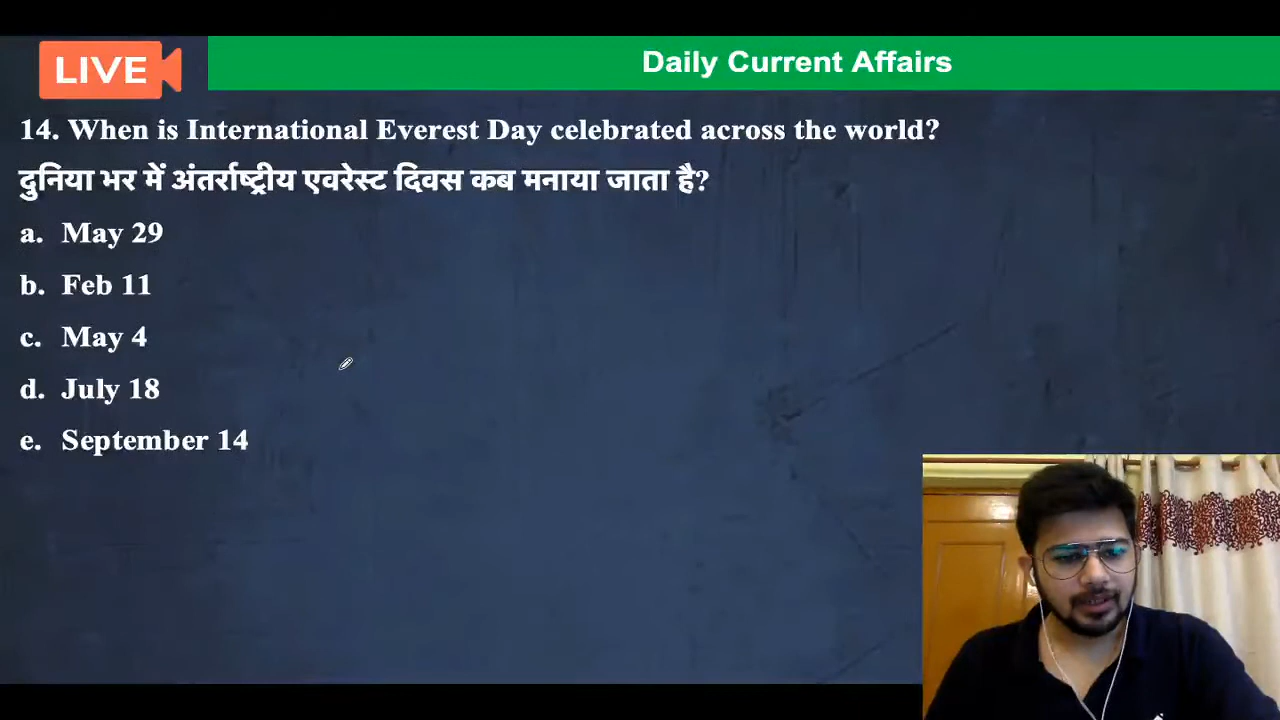 LIVE
Daily Current Affairs
14. When is International Everest Day celebrated across the world?
दुनिया भर में अंतर्राष्ट्रीय एवरेस्ट दिवस कब मनाया जाता है?
a. May 29
b. Feb 11
c. May 4
d. July 18
e. September 14